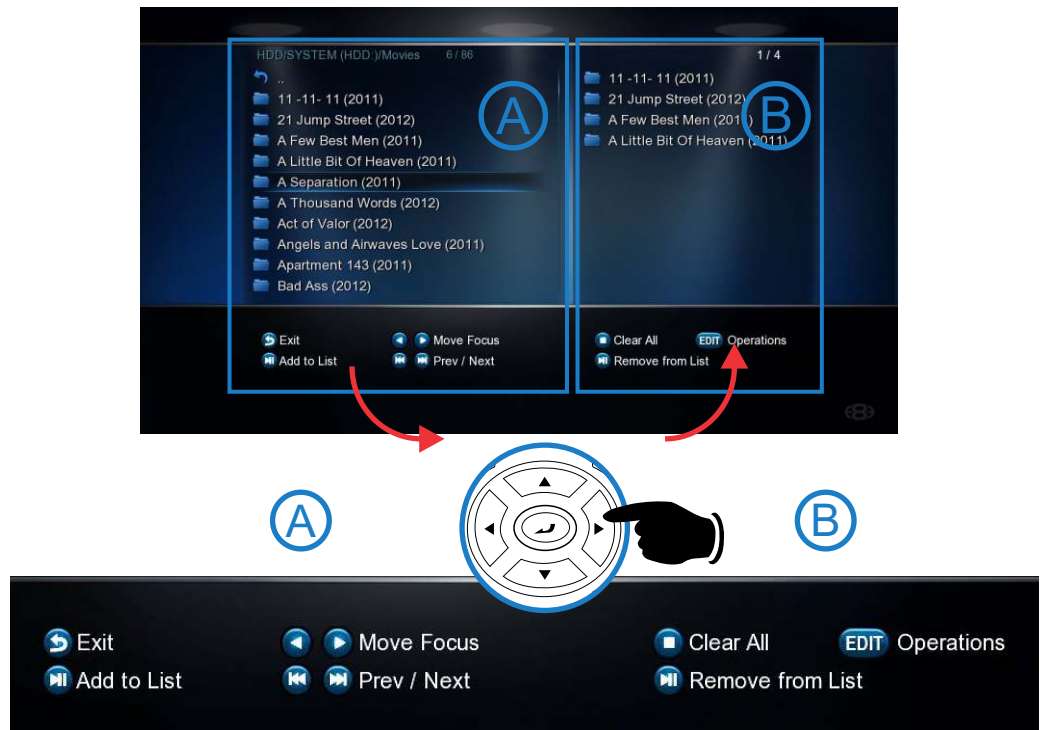 HDD/SYSTEM (HDD:)/Movies 6 / 86
..
11 -11- 11 (2011)
21 Jump Street (2012)
A Few Best Men (2011)
A Little Bit Of Heaven (2011)
A Separation (2011)
A Thousand Words (2012)
Act of Valor (2012)
Angels and Airwaves Love (2011)
Apartment 143 (2011)
Bad Ass (2012)
A
1 / 4
11 -11- 11 (2011)
21 Jump Street (2012)
A Few Best Men (2011)
A Little Bit Of Heaven (2011)
B
Exit Move Focus
Add to List Prev / Next
Clear All EDIT Operations
Remove from List
A
B
Exit Move Focus Clear All EDIT Operations
Add to List Prev / Next Remove from List